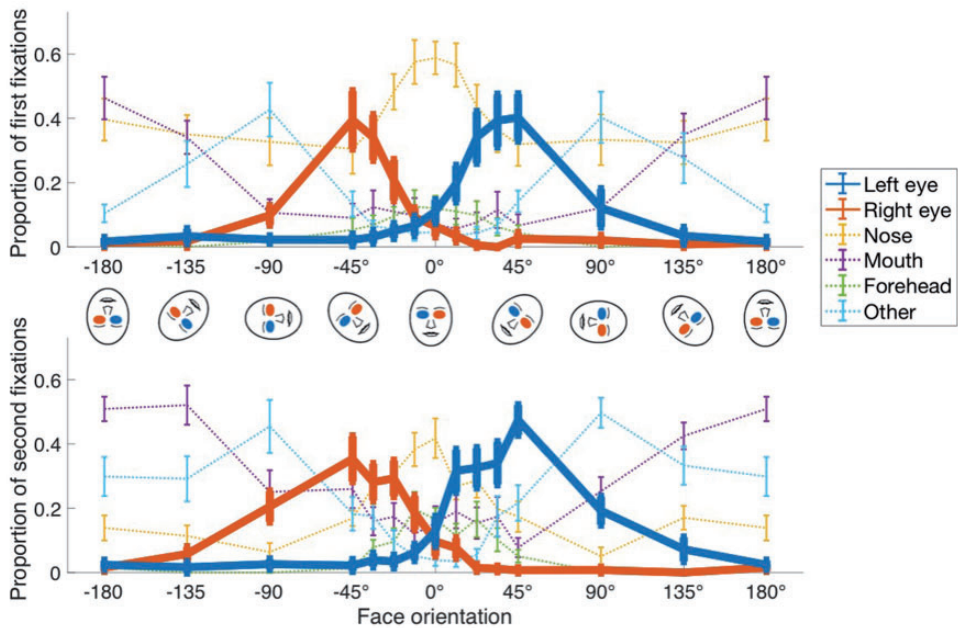 Proportion of first fixations
0.6
0.4
0.2
0
-180 -135 -90 -45° 0° 45° 90° 135° 180°
Left eye
Right eye
Nose
Mouth
Forehead
Other
Proportion of second fixations
0.6
0.4
0.2
0
-180 -135 -90 -45° 0° 45° 90° 135° 180°
Face orientation